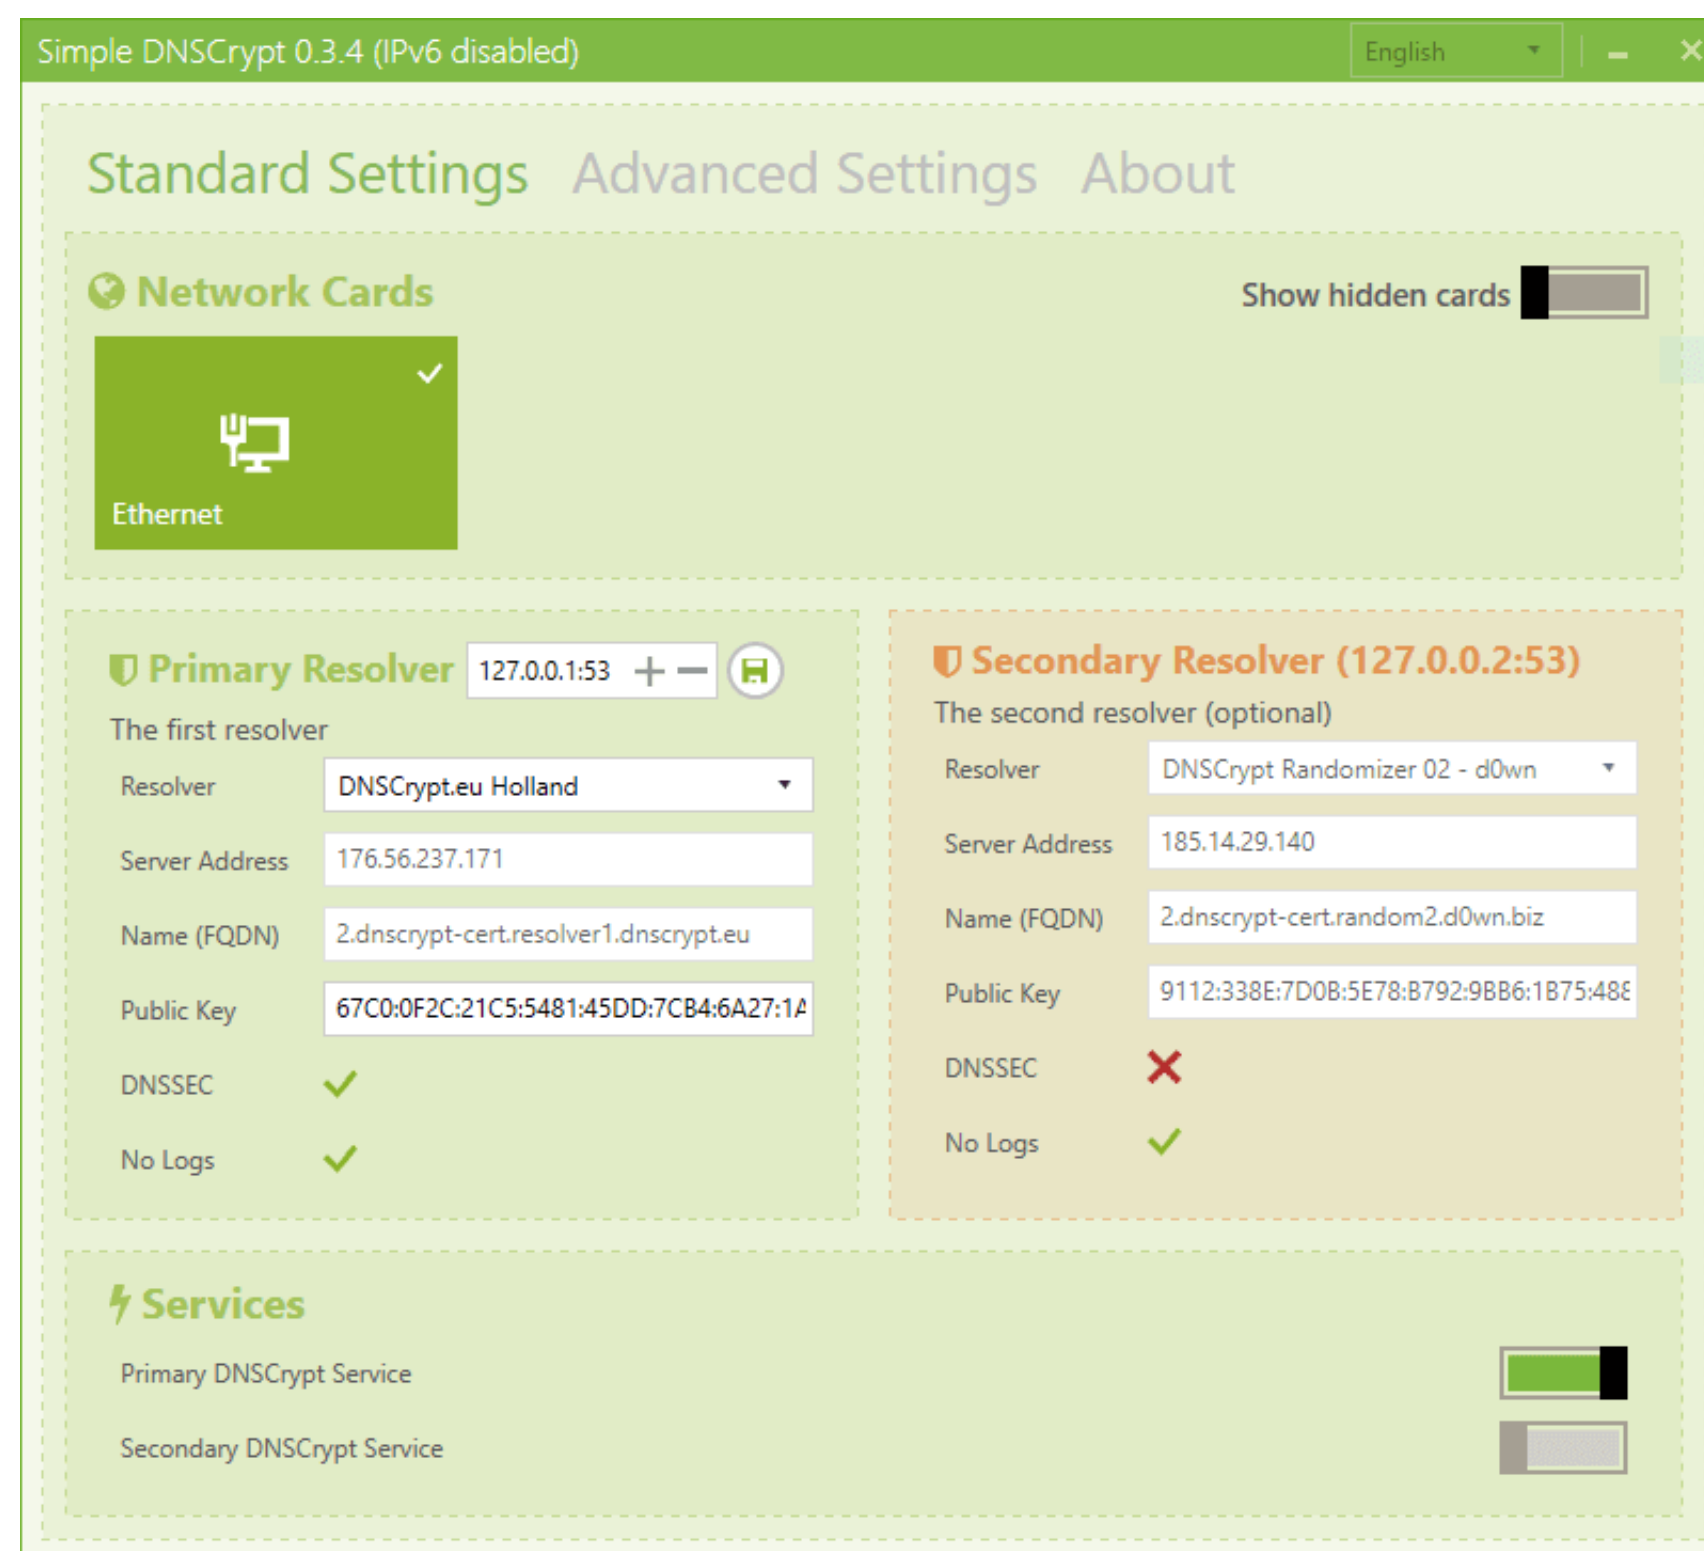 Simple DNSCrypt 0.3.4 (IPv6 disabled)
English
Standard Settings
Advanced Settings
About
Network Cards
Show hidden cards
Ethernet
Primary Resolver
127.0.0.1:53
The first resolver
Resolver
DNSCrypt.eu Holland
Server Address
176.56.237.171
Name (FQDN)
2.dnscrypt-cert.resolver1.dnscrypt.eu
Public Key
67C0:0F2C:21C5:5481:45DD:7CB4:6A27:1A
DNSSEC
No Logs
Secondary Resolver (127.0.0.2:53)
The second resolver (optional)
Resolver
DNSCrypt Randomizer 02 - d0wn
Server Address
185.14.29.140
Name (FQDN)
2.dnscrypt-cert.random2.d0wn.biz
Public Key
9112:338E:7D0B:5E78:B792:9BB6:1B75:488
DNSSEC
No Logs
Services
Primary DNSCrypt Service
Secondary DNSCrypt Service